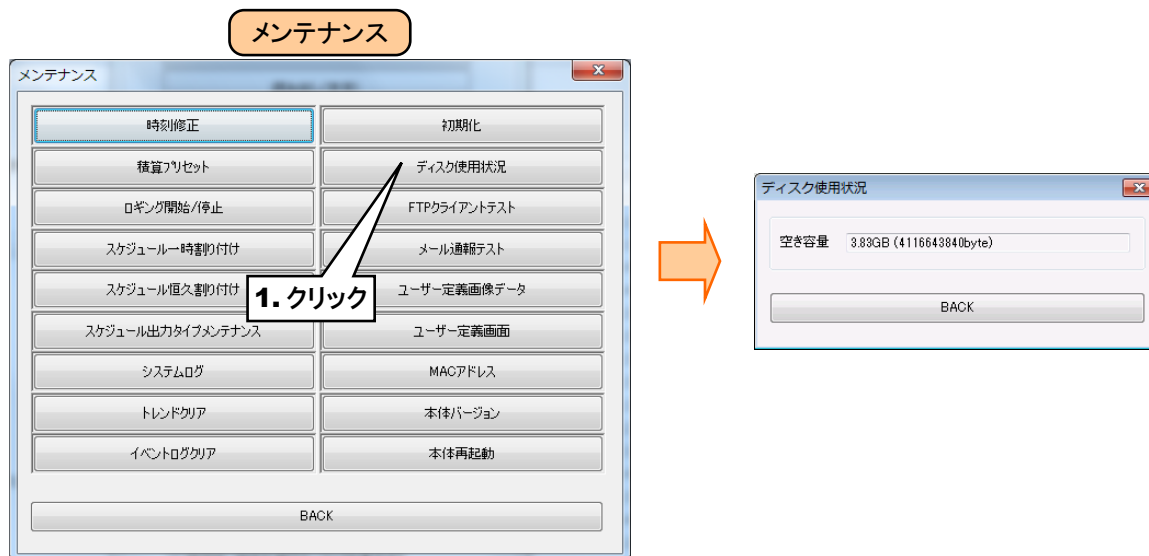 メンテナンス
メンテナンス
時刻修正
初期化
積算プリセット
ディスク使用状況
ロギング開始/停止
FTPクライアントテスト
スケジュール一時割り付け
メール通報テスト
スケジュール恒久割り付け
ユーザー定義画像データ
スケジュール出力タイプメンテナンス
ユーザー定義画面
システムログ
MACアドレス
トレンドクリア
本体バージョン
イベントログクリア
本体再起動
BACK
1. クリック
ディスク使用状況
空き容量 3.83GB (4116643840byte)
BACK